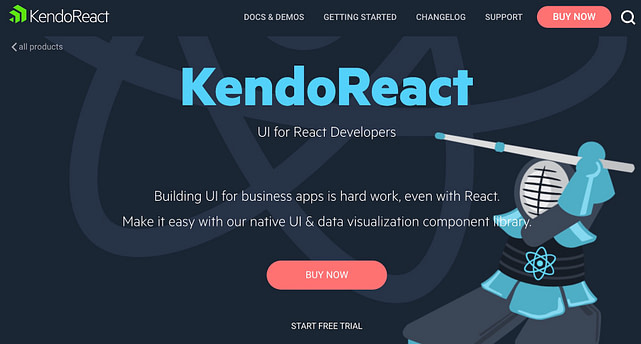 KendoReact
DOCS & DEMOS GETTING STARTED CHANGELOG SUPPORT BUY NOW
all products
KendoReact
UI for React Developers
Building UI for business apps is hard work, even with React.
Make it easy with our native UI & data visualization component library.
BUY NOW
START FREE TRIAL